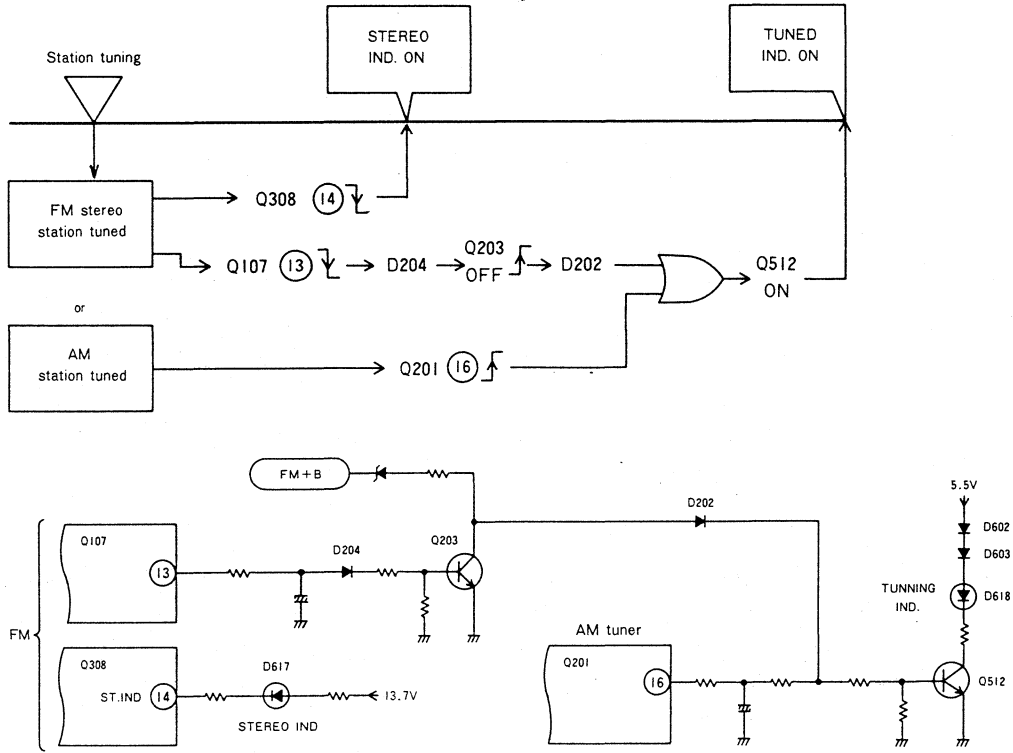 STEREO
IND. ON
TUNED
IND. ON
Station tuning
FM stereo
station tuned
Q308 14
Q107 13 D204 Q203
OFF D202 Q512
ON
or
AM
station tuned
Q201 16
FM+B
D202
5.5V
D602
D603
D618
TUNNING
IND.
Q107
13
D204
Q203
FM
Q308
ST.IND 14
D617
13.7V
STEREO IND
AM tuner
Q201
16
Q512